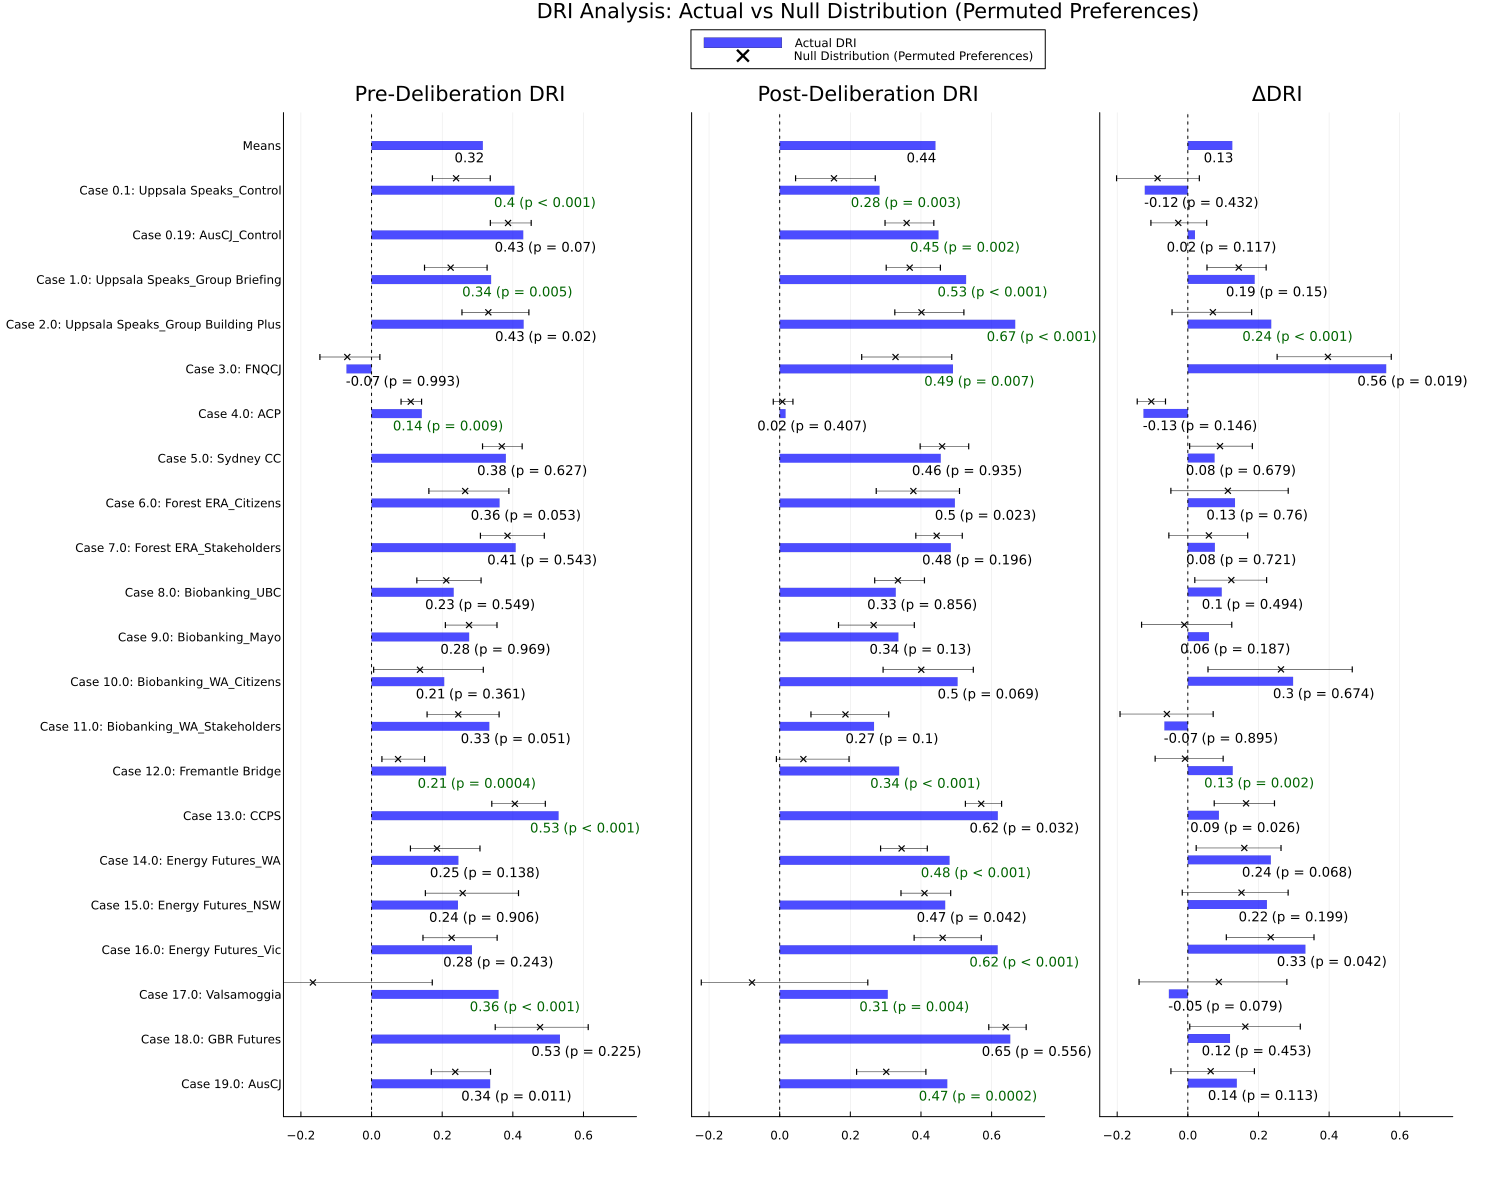 DRI Analysis: Actual vs Null Distribution (Permuted Preferences)
Actual DRI
Null Distribution (Permuted Preferences)
Pre-Deliberation DRI
Post-Deliberation DRI
ΔDRI
Means
0.32
0.44
0.13
Case 0.1: Uppsala Speaks_Control
0.4 (p < 0.001)
0.28 (p = 0.003)
-0.12 (p = 0.432)
Case 0.19: AusCJ_Control
0.43 (p = 0.07)
0.45 (p = 0.002)
0.02 (p = 0.117)
Case 1.0: Uppsala Speaks_Group Briefing
0.34 (p = 0.005)
0.53 (p < 0.001)
0.19 (p = 0.15)
Case 2.0: Uppsala Speaks_Group Building Plus
0.43 (p = 0.02)
0.67 (p < 0.001)
0.24 (p < 0.001)
Case 3.0: FNQCJ
-0.07 (p = 0.993)
0.49 (p = 0.007)
0.56 (p = 0.019)
Case 4.0: ACP
0.14 (p = 0.009)
0.02 (p = 0.407)
-0.13 (p = 0.146)
Case 5.0: Sydney CC
0.38 (p = 0.627)
0.46 (p = 0.935)
0.08 (p = 0.679)
Case 6.0: Forest ERA_Citizens
0.36 (p = 0.053)
0.5 (p = 0.023)
0.13 (p = 0.76)
Case 7.0: Forest ERA_Stakeholders
0.41 (p = 0.543)
0.48 (p = 0.196)
0.08 (p = 0.721)
Case 8.0: Biobanking_UBC
0.23 (p = 0.549)
0.33 (p = 0.856)
0.1 (p = 0.494)
Case 9.0: Biobanking_Mayo
0.28 (p = 0.969)
0.34 (p = 0.13)
0.06 (p = 0.187)
Case 10.0: Biobanking_WA_Citizens
0.21 (p = 0.361)
0.5 (p = 0.069)
0.3 (p = 0.674)
Case 11.0: Biobanking_WA_Stakeholders
0.33 (p = 0.051)
0.27 (p = 0.1)
-0.07 (p = 0.895)
Case 12.0: Fremantle Bridge
0.21 (p = 0.0004)
0.34 (p < 0.001)
0.13 (p = 0.002)
Case 13.0: CCPS
0.53 (p < 0.001)
0.62 (p = 0.032)
0.09 (p = 0.026)
Case 14.0: Energy Futures_WA
0.25 (p = 0.138)
0.48 (p < 0.001)
0.24 (p = 0.068)
Case 15.0: Energy Futures_NSW
0.24 (p = 0.906)
0.47 (p = 0.042)
0.22 (p = 0.199)
Case 16.0: Energy Futures_Vic
0.28 (p = 0.243)
0.62 (p < 0.001)
0.33 (p = 0.042)
Case 17.0: Valsamoggia
0.36 (p < 0.001)
0.31 (p = 0.004)
-0.05 (p = 0.079)
Case 18.0: GBR Futures
0.53 (p = 0.225)
0.65 (p = 0.556)
0.12 (p = 0.453)
Case 19.0: AusCJ
0.34 (p = 0.011)
0.47 (p = 0.0002)
0.14 (p = 0.113)
−0.2 0.0 0.2 0.4 0.6
−0.2 0.0 0.2 0.4 0.6
−0.2 0.0 0.2 0.4 0.6